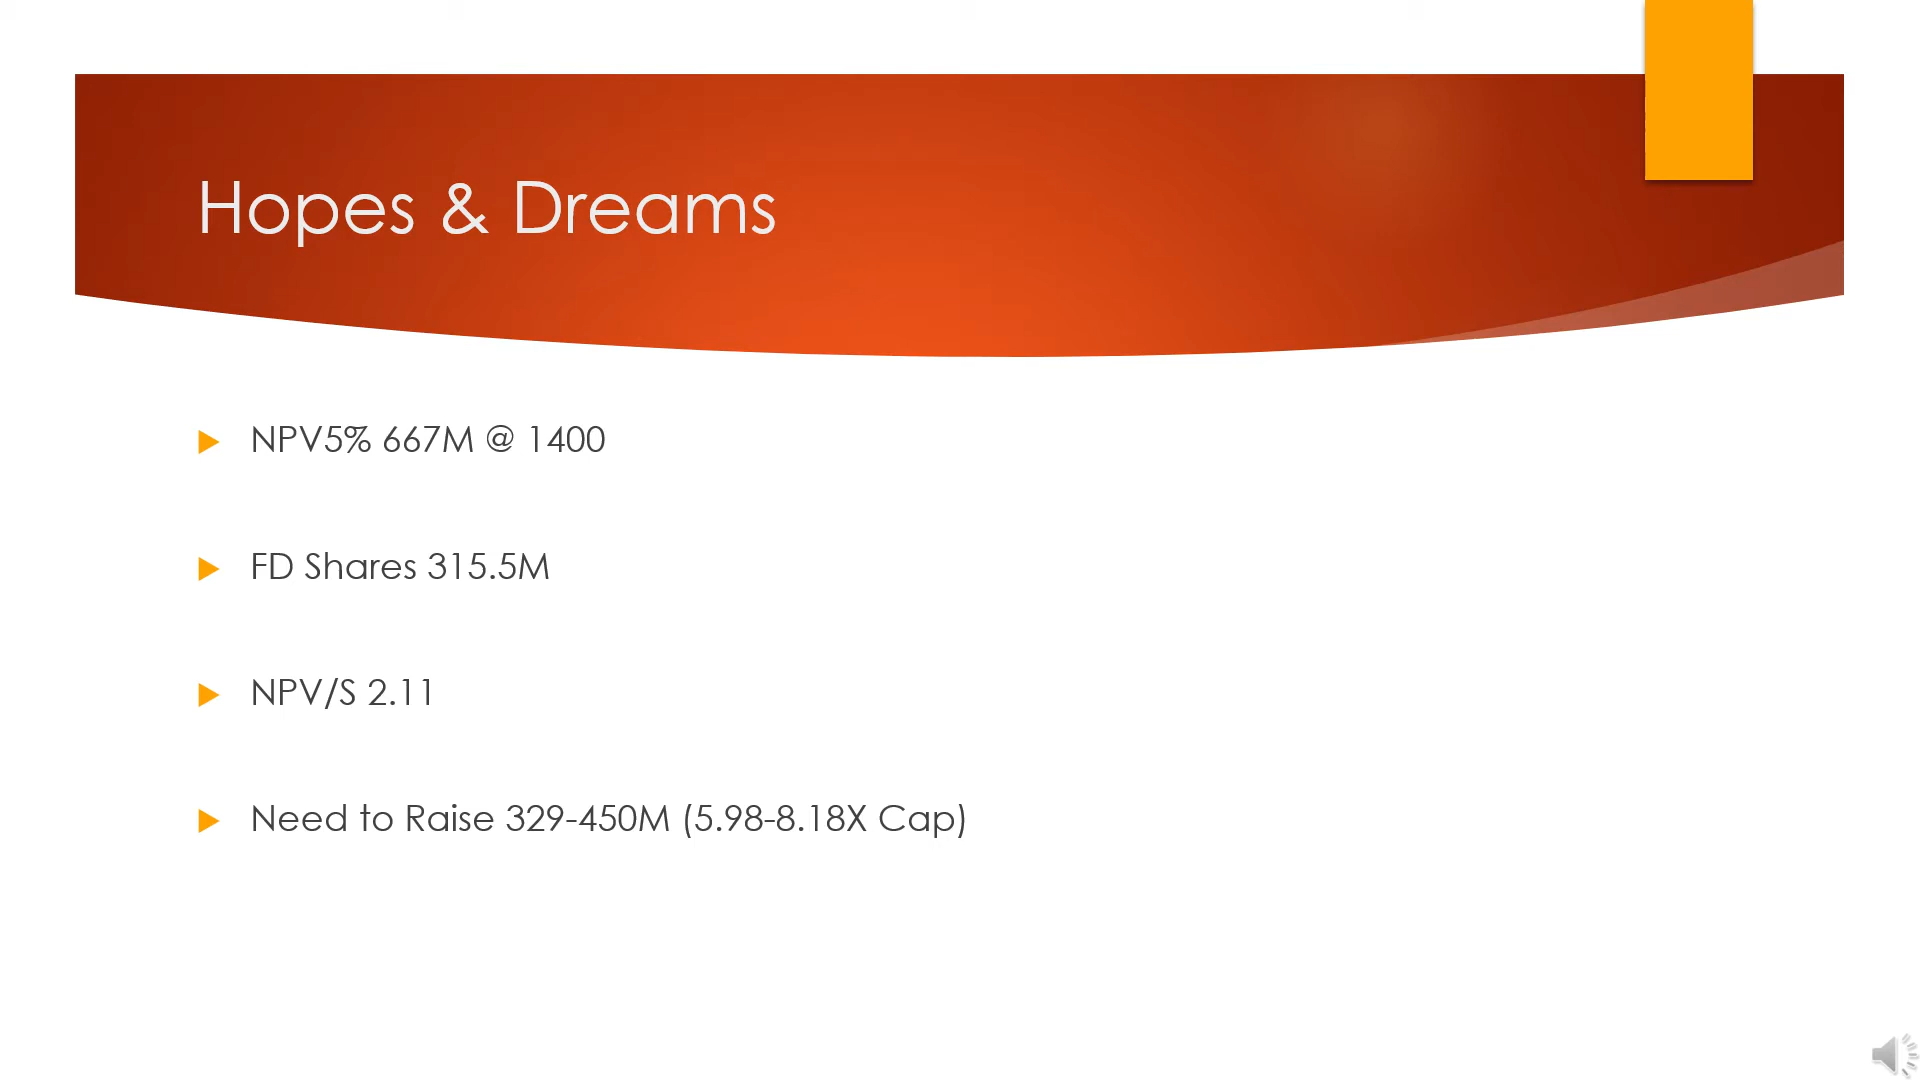 Hopes & Dreams
NPV5% 667M @ 1400
FD Shares 315.5M
NPV/S 2.11
Need to Raise 329-450M (5.98-8.18X Cap)